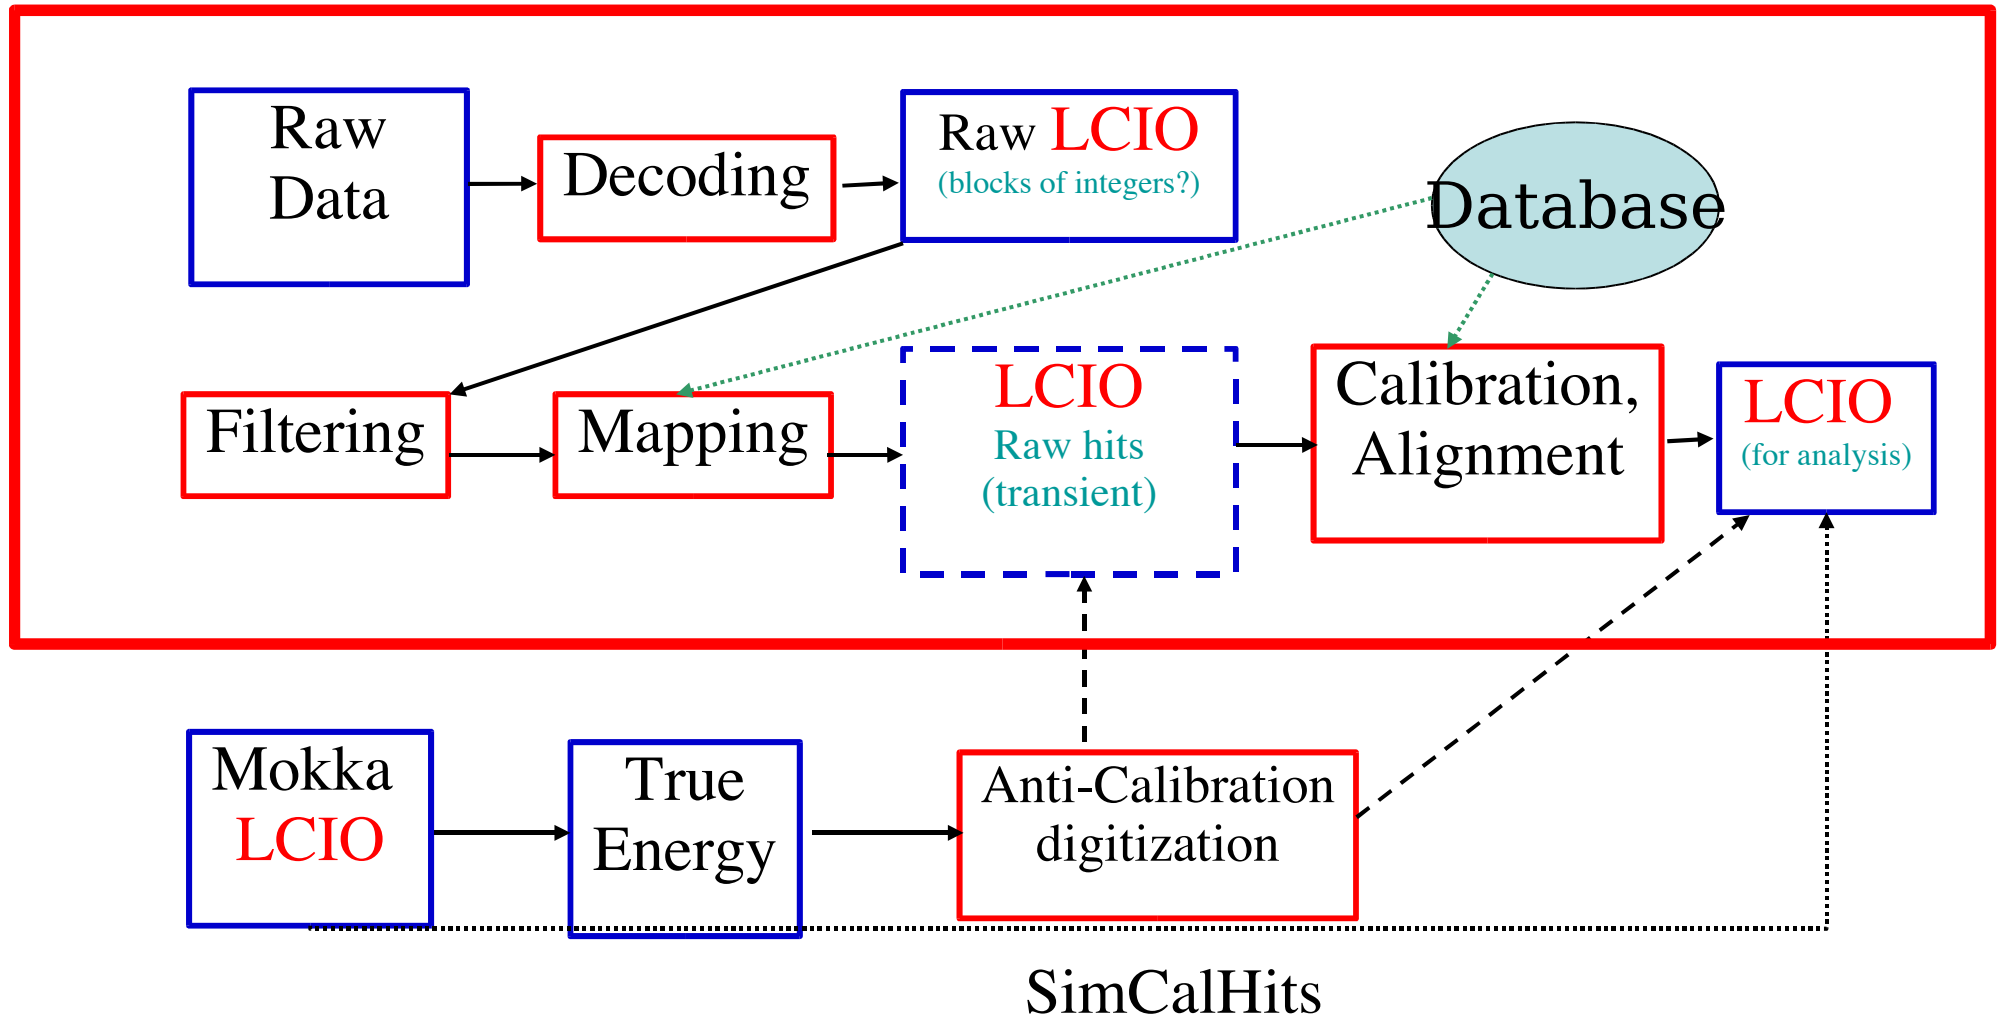 Raw
Data
Decoding
Raw LCIO
(blocks of integers?)
Database
Filtering
Mapping
LCIO
Raw hits
(transient)
Calibration,
Alignment
LCIO
(for analysis)
Mokka
LCIO
True
Energy
Anti-Calibration
digitization
SimCalHits